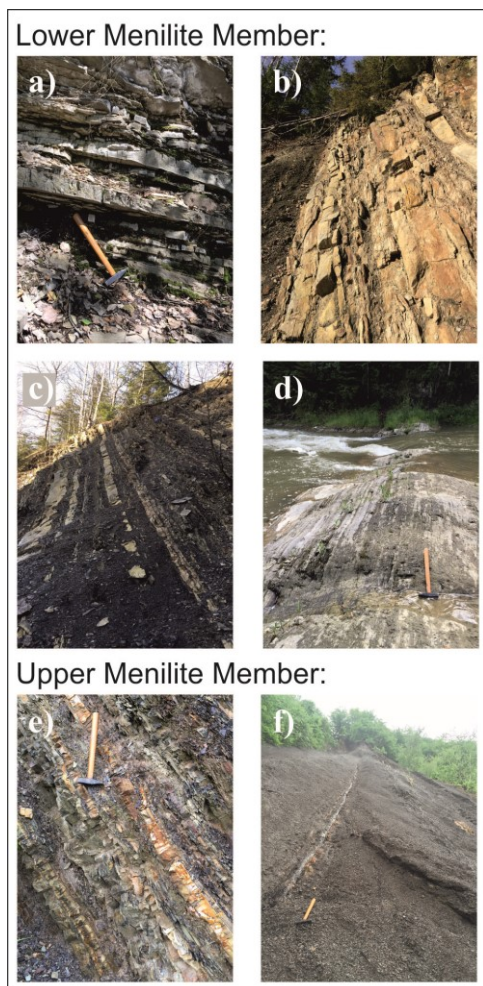 Lower Menilite Member:
a)
b)
c)
d)
Upper Menilite Member:
e)
f)